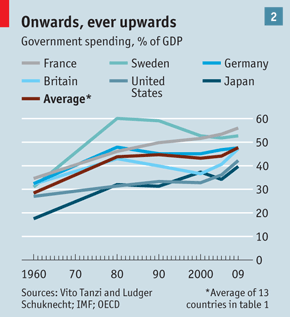 Onwards, ever upwards
2
Government spending, % of GDP
France Sweden Germany
Britain United States Japan
Average*
60
50
40
30
20
10
0
1960 70 80 90 2000 09
Sources: Vito Tanzi and Ludger
Schuknecht; IMF; OECD
*Average of 13
countries in table 1